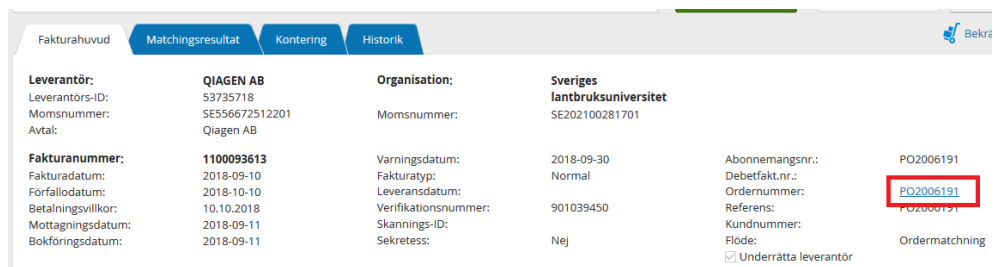 Fakturahuvud Matchingsresultat Kontering Historik
Leverantör: QIAGEN AB Organisation: Sveriges
Leverantörs-ID: 53735718 lantbruksuniversitet
Momsnummer: SE556672512201 Momsnummer: SE202100281701
Avtal: Qiagen AB
Fakturanummer: 1100093613 Varningsdatum: 2018-09-30 Abonnemangsnr.: PO2006191
Fakturadatum: 2018-09-10 Fakturatyp: Normal Debetfakt.nr.:
Förfallodatum: 2018-10-10 Leveransdatum: Ordernummer: PO2006191
Betalningsvillkor: 10.10.2018 Verifikationsnummer: 901039450 Referens: PO2006191
Mottagningsdatum: 2018-09-11 Skannings-ID: Kundnummer:
Bokföringsdatum: 2018-09-11 Sekretess: Nej Flöde: Ordermatchning
Underrätta leverantör